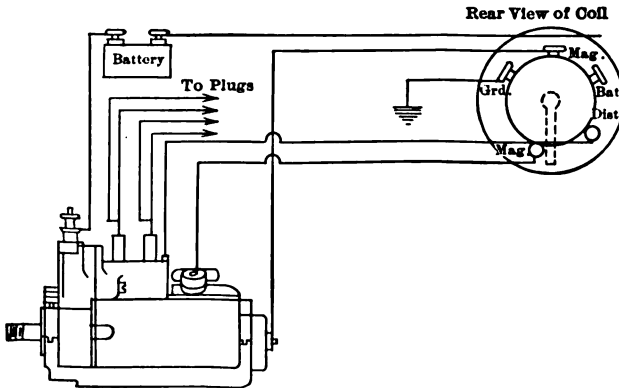 Rear View of Coil
Mag.
Battery
To Plugs
Grd.
Bat
Dist
Mag.